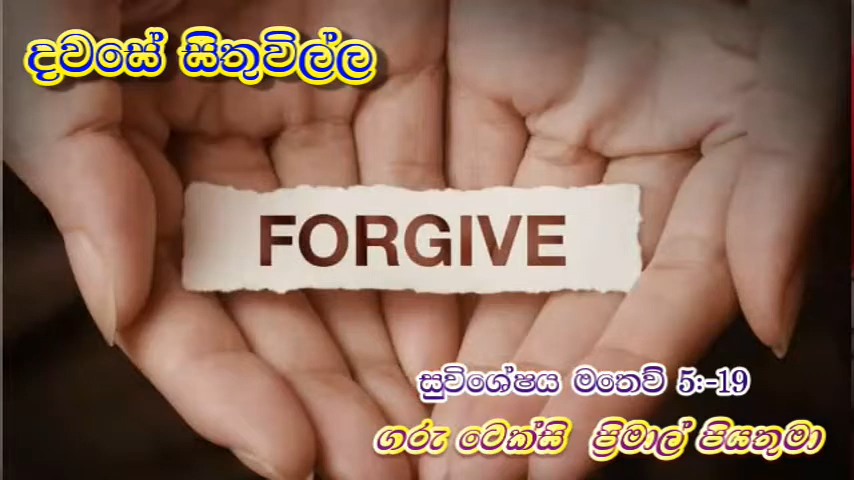 දවසේ සිතුවිල්ල
FORGIVE
සුවිශේෂය මතෙව් 5:-19
ගරු ටෙක්සි ප්‍රිමාල් පියතුමා